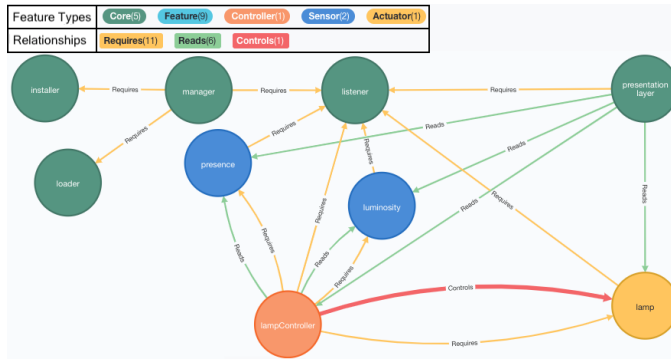 Feature Types
Core(5)
Feature(9)
Controller(1)
Sensor(2)
Actuator(1)
Relationships
Requires(11)
Reads(6)
Controls(1)
installer
Requires
manager
Requires
listener
Requires
presentation
layer
Requires
Requires
Reads
presence
loader
Requires
Reads
luminosity
Requires
Reads
Requires
Reads
Requires
Reads
Reads
Requires
Controls
lampController
lamp
Requires